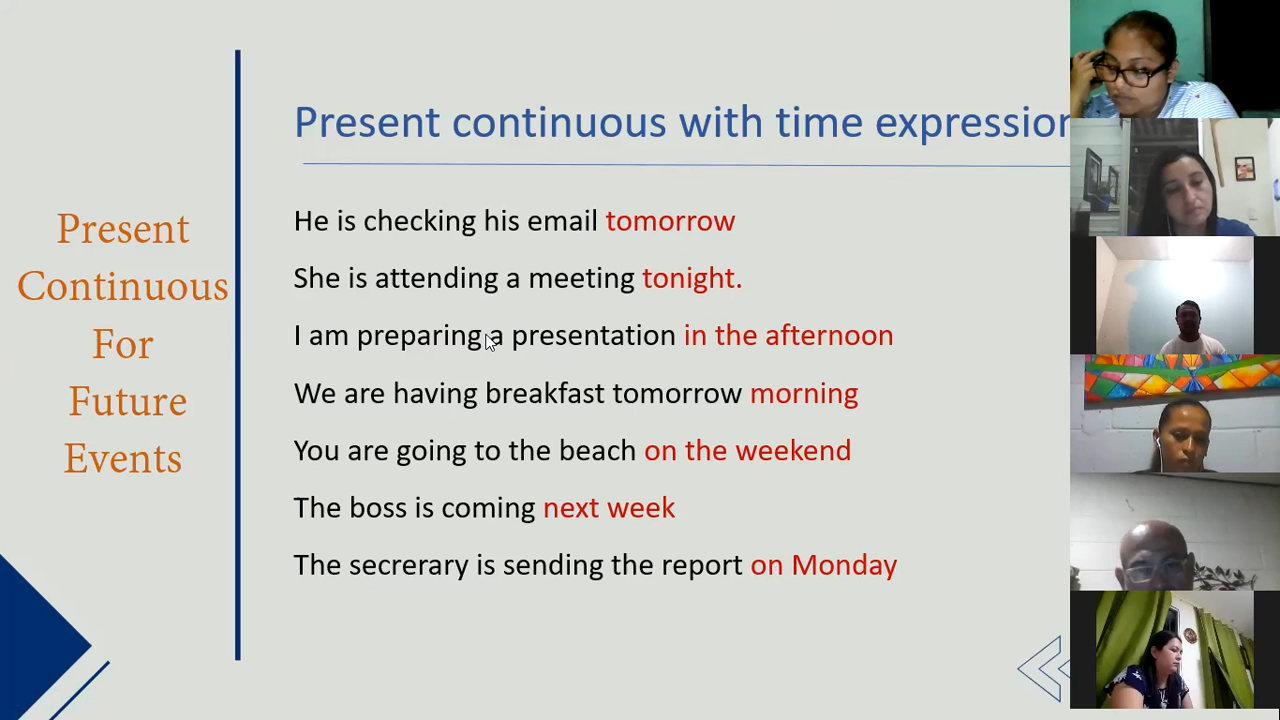 Present
Continuous
For
Future
Events
Present continuous with time expression
He is checking his email tomorrow
She is attending a meeting tonight.
I am preparing a presentation in the afternoon
We are having breakfast tomorrow morning
You are going to the beach on the weekend
The boss is coming next week
The secrerary is sending the report on Monday